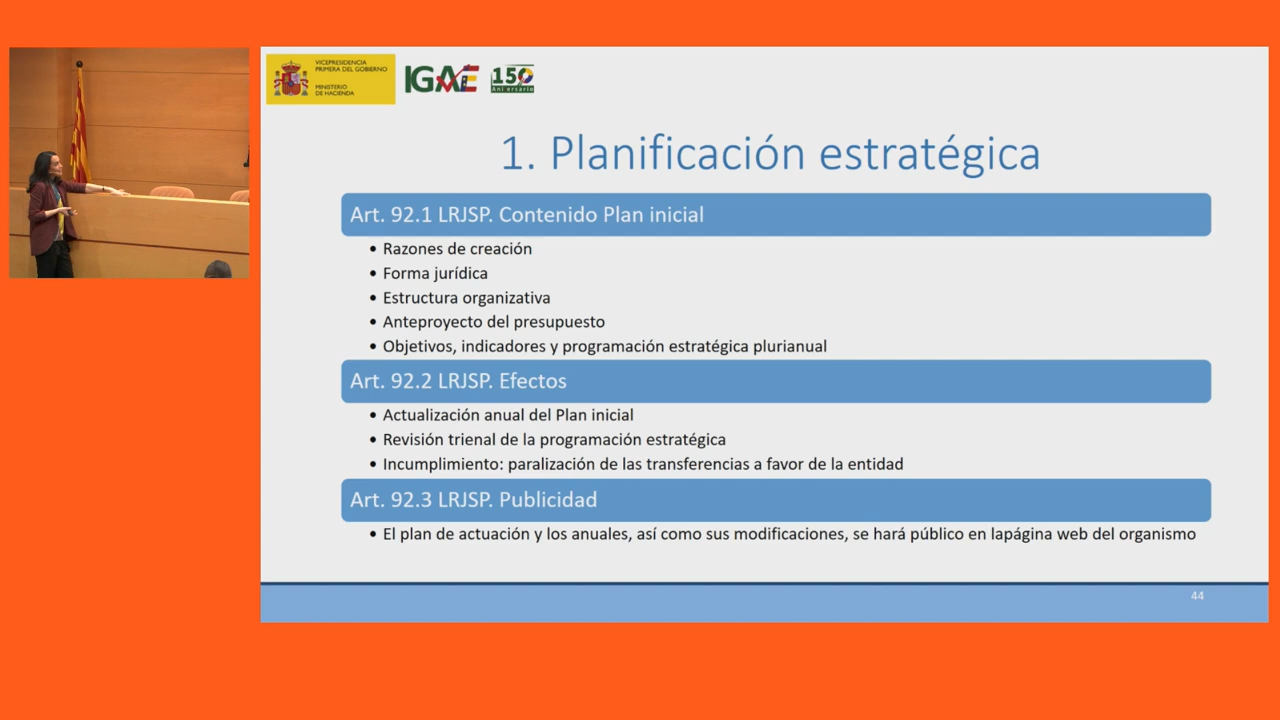 VICEPRESIDENCIA
PRIMERA DEL GOBIERNO
MINISTERIO
DE HACIENDA
IGAE
150
Aniversario
1. Planificación estratégica
Art. 92.1 LRJSP. Contenido Plan inicial
• Razones de creación
• Forma jurídica
• Estructura organizativa
• Anteproyecto del presupuesto
• Objetivos, indicadores y programación estratégica plurianual
Art. 92.2 LRJSP. Efectos
• Actualización anual del Plan inicial
• Revisión trienal de la programación estratégica
• Incumplimiento: paralización de las transferencias a favor de la entidad
Art. 92.3 LRJSP. Publicidad
• El plan de actuación y los anuales, así como sus modificaciones, se hará público en lapágina web del organismo
44